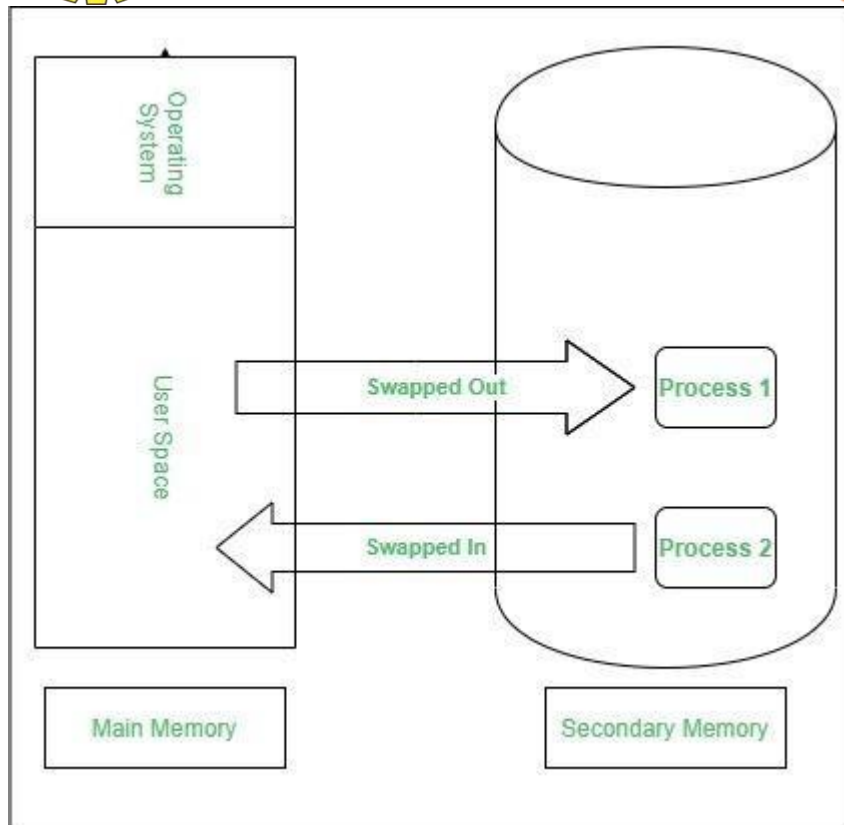 Operating
System
User Space
Swapped Out
Process 1
Swapped In
Process 2
Main Memory
Secondary Memory